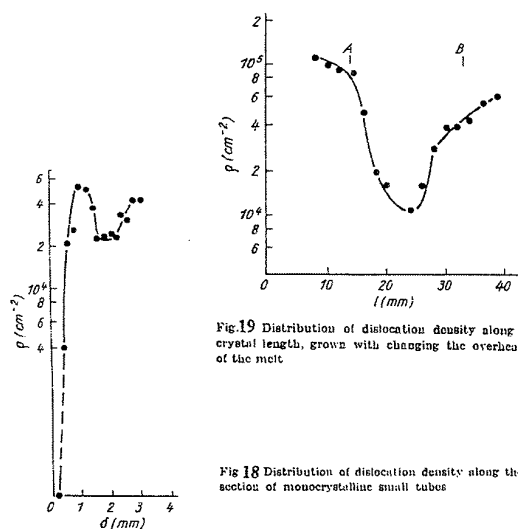 2
A B
10⁵
8
6
4
2
10⁴
8
6
ρ(cm⁻²)
0 10 20 30 40
l(mm)
Fig.19 Distribution of dislocation density along
crystal length, grown with changing the overhea
of the melt
6
4
2
10⁴
8
6
4
ρ(cm⁻²)
0 1 2 3 4
δ(mm)
Fig 18 Distribution of dislocation density along the
section of monocrystalline small tubes